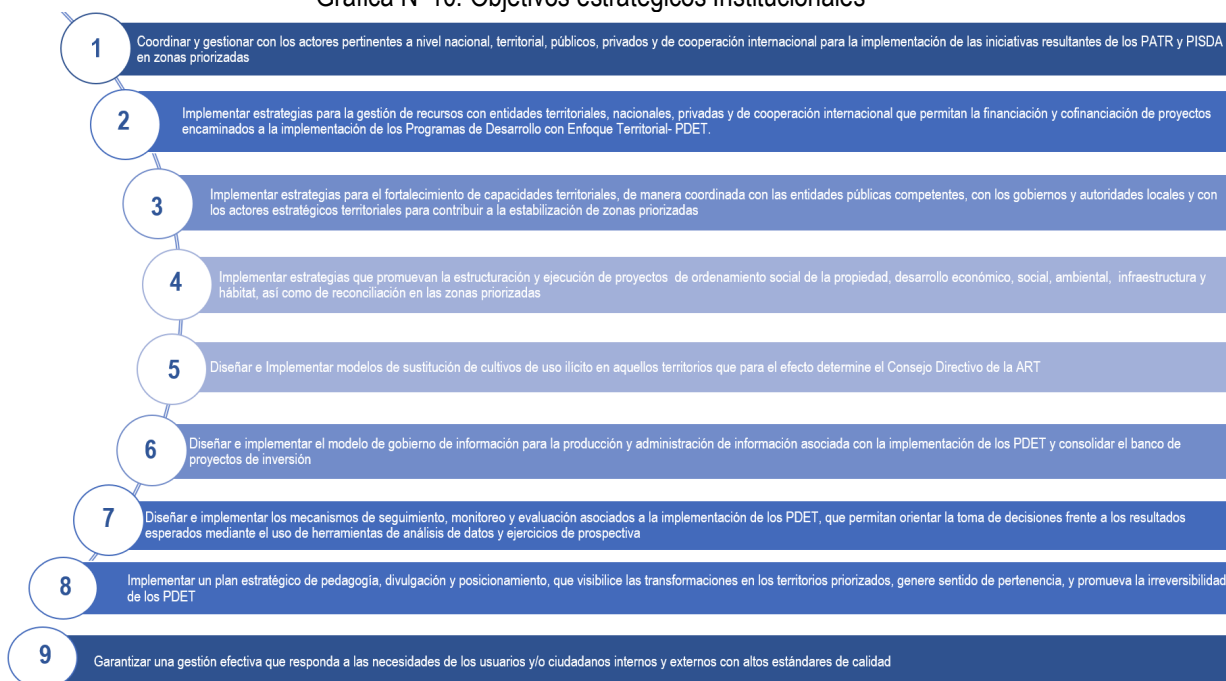 Gráfica N° 10. Objetivos estratégicos Institucionales
1
Coordinar y gestionar con los actores pertinentes a nivel nacional, territorial, públicos, privados y de cooperación internacional para la implementación de las iniciativas resultantes de los PATR y PISDA
en zonas priorizadas
2
Implementar estrategias para la gestión de recursos con entidades territoriales, nacionales, privadas y de cooperación internacional que permitan la financiación y cofinanciación de proyectos
encaminados a la implementación de los Programas de Desarrollo con Enfoque Territorial- PDET.
3
Implementar estrategias para el fortalecimiento de capacidades territoriales, de manera coordinada con las entidades públicas competentes, con los gobiernos y autoridades locales y con
los actores estratégicos territoriales para contribuir a la estabilización de zonas priorizadas
4
Implementar estrategias que promuevan la estructuración y ejecución de proyectos de ordenamiento social de la propiedad, desarrollo económico, social, ambiental, infraestructura y
hábitat, así como de reconciliación en las zonas priorizadas
5
Diseñar e Implementar modelos de sustitución de cultivos de uso ilícito en aquellos territorios que para el efecto determine el Consejo Directivo de la ART
6
Diseñar e implementar el modelo de gobierno de información para la producción y administración de información asociada con la implementación de los PDET y consolidar el banco de
proyectos de inversión
7
Diseñar e implementar los mecanismos de seguimiento, monitoreo y evaluación asociados a la implementación de los PDET, que permitan orientar la toma de decisiones frente a los resultados
esperados mediante el uso de herramientas de análisis de datos y ejercicios de prospectiva
8
Implementar un plan estratégico de pedagogía, divulgación y posicionamiento, que visibilice las transformaciones en los territorios priorizados, genere sentido de pertenencia, y promueva la irreversibilidad
de los PDET
9
Garantizar una gestión efectiva que responda a las necesidades de los usuarios y/o ciudadanos internos y externos con altos estándares de calidad